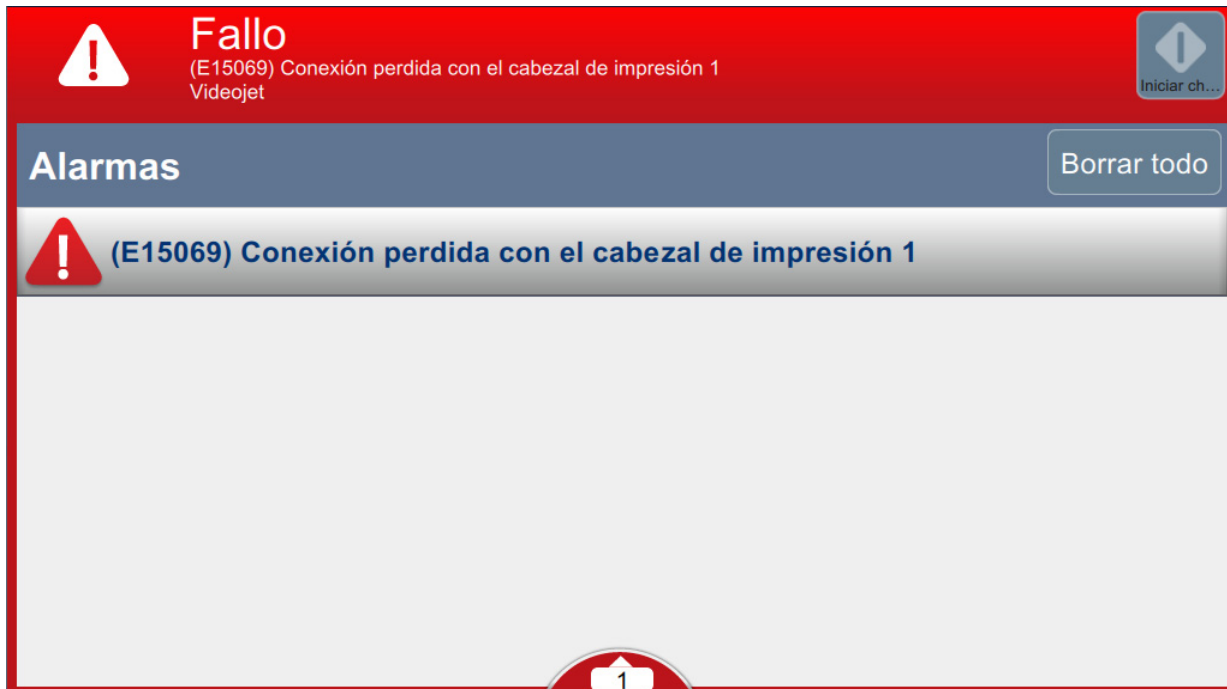 Fallo
(E15069) Conexión perdida con el cabezal de impresión 1
Videojet
Iniciar ch...
Alarmas
Borrar todo
(E15069) Conexión perdida con el cabezal de impresión 1
1